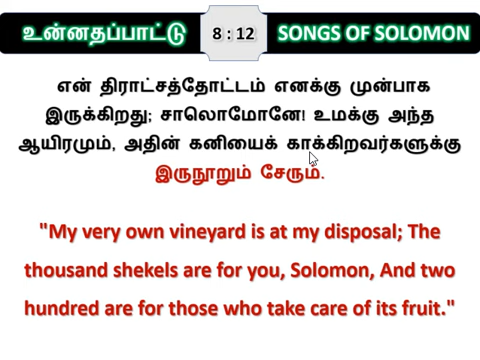 உன்னதப்பாட்டு 8 : 12 SONGS OF SOLOMON
என் திராட்சத்தோட்டம் எனக்கு முன்பாக
இருக்கிறது; சாலொமோனே! உமக்கு அந்த
ஆயிரமும், அதின் கனியைக் காக்கிறவர்களுக்கு
இருநூறும் சேரும்.
"My very own vineyard is at my disposal; The
thousand shekels are for you, Solomon, And two
hundred are for those who take care of its fruit."